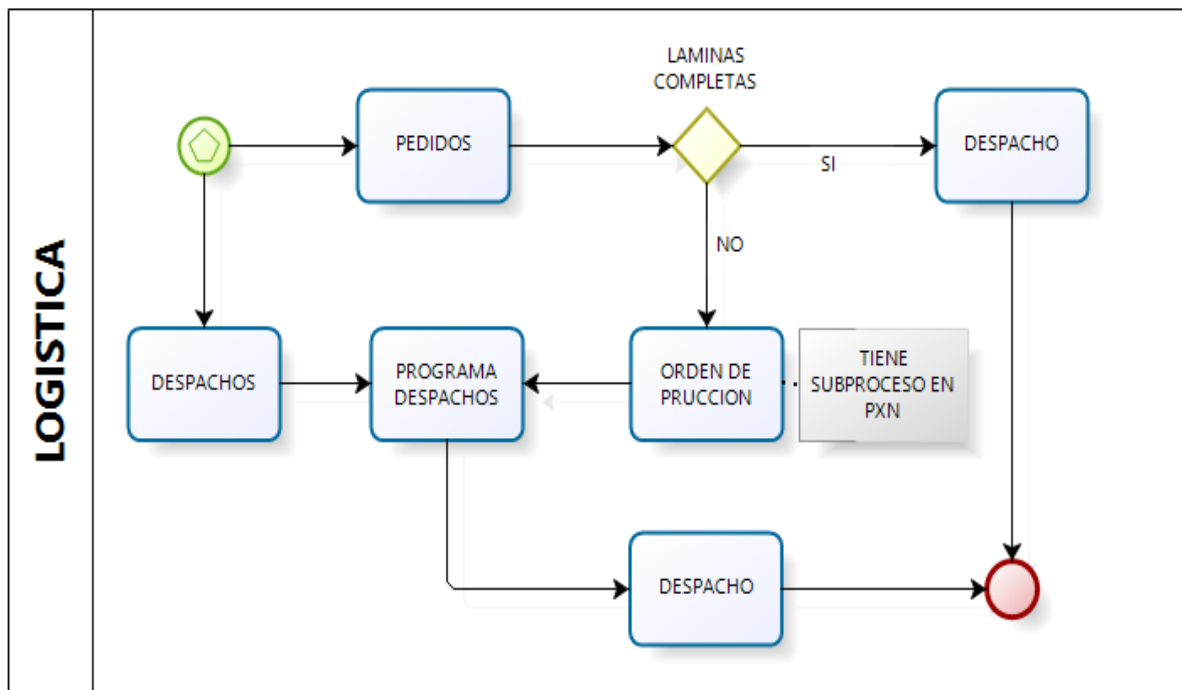 LOGISTICA
LAMINAS
COMPLETAS
PEDIDOS
DESPACHO
SI
NO
DESPACHOS
PROGRAMA
DESPACHOS
ORDEN DE
PRUCCION
TIENE
SUBPROCESO EN
PXN
DESPACHO